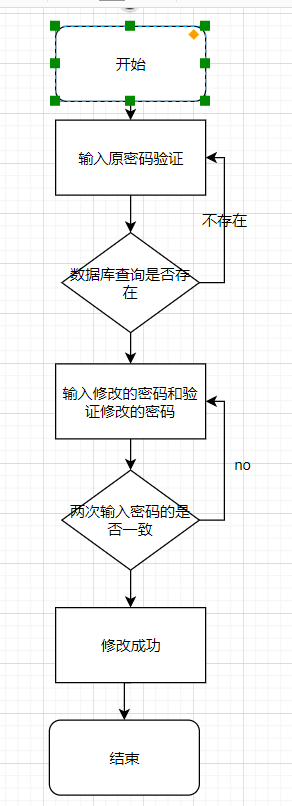 开始
输入原密码验证
不存在
数据库查询是否存
在
输入修改的密码和验
证修改的密码
no
两次输入密码的是
否一致
修改成功
结束